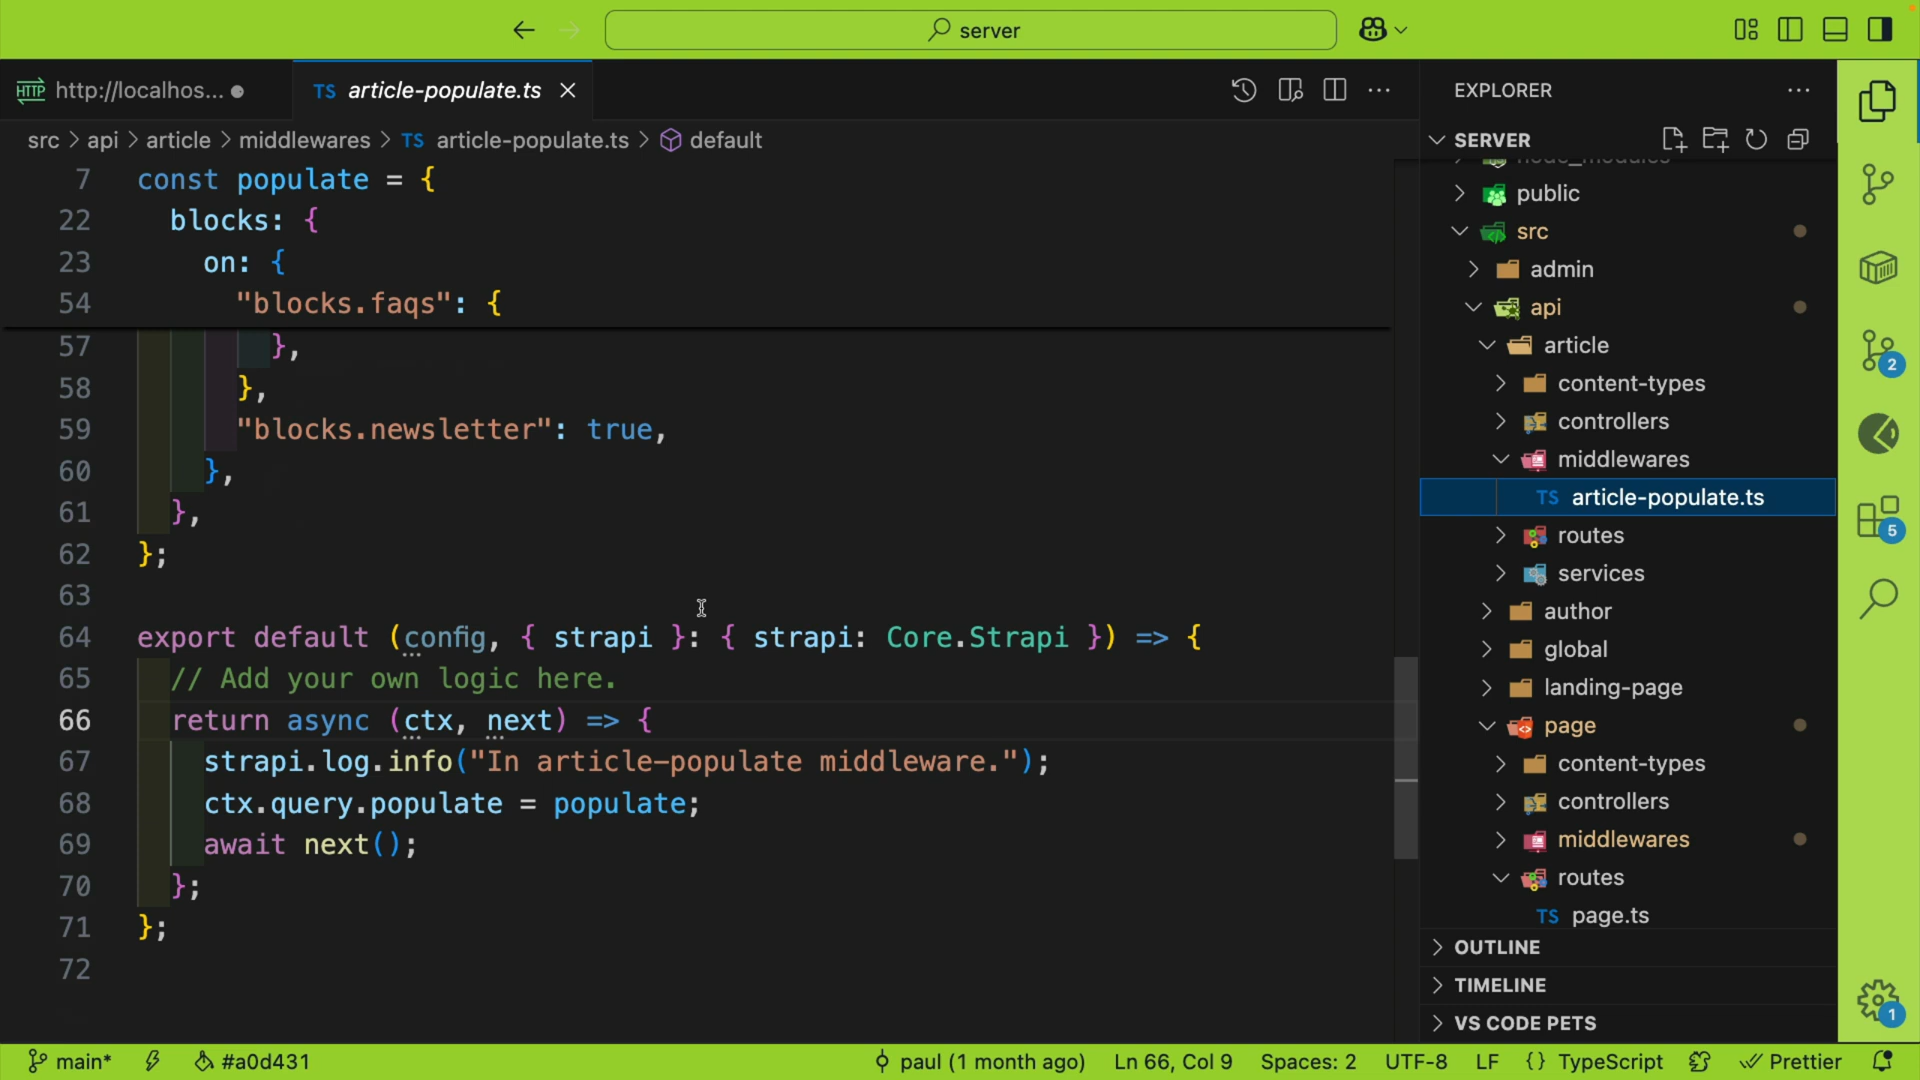 server
HTTP http://localhos...
TS article-populate.ts
src > api > article > middlewares > TS article-populate.ts > default
7 const populate = {
22 blocks: {
23 on: {
54 "blocks.faqs": {
57 },
58 },
59 "blocks.newsletter": true,
60 },
61 },
62 };
63
64 export default (config, { strapi }: { strapi: Core.Strapi }) => {
65 // Add your own logic here.
66 return async (ctx, next) => {
67 strapi.log.info("In article-populate middleware.");
68 ctx.query.populate = populate;
69 await next();
70 };
71 };
72
EXPLORER
SERVER
node_modules
public
src
admin
api
article
content-types
controllers
middlewares
TS article-populate.ts
routes
services
author
global
landing-page
page
content-types
controllers
middlewares
routes
TS page.ts
OUTLINE
TIMELINE
VS CODE PETS
2
5
1
main* #a0d431 paul (1 month ago) Ln 66, Col 9 Spaces: 2 UTF-8 LF {} TypeScript Prettier